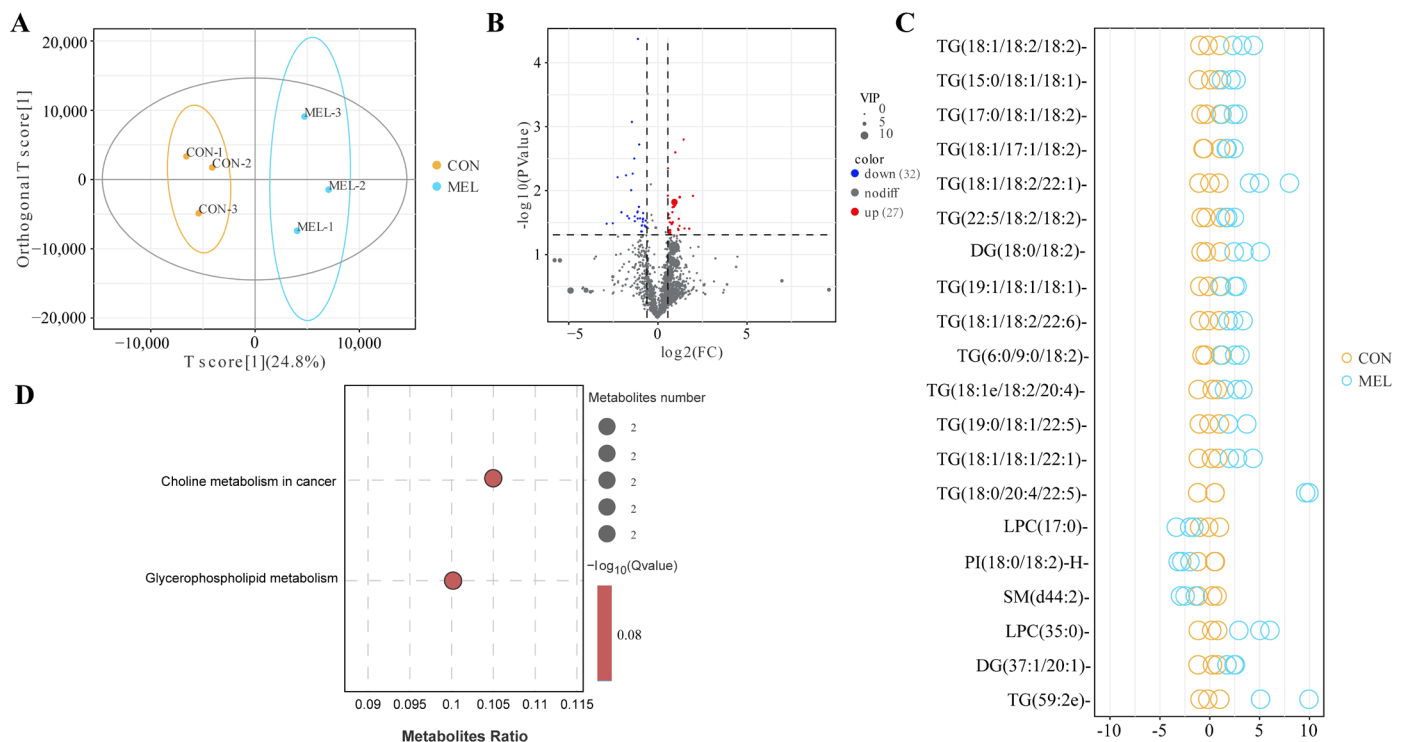 A
Orthogonal T score[1]
20,000
10,000
0
−10,000
−20,000
CON-1
CON-2
CON-3
MEL-3
MEL-2
MEL-1
−10,000
0
10,000
T score[1](24.8%)
CON
MEL
B
-log10(PValue)
4
3
2
1
−5
0
5
log2(FC)
VIP
0
5
10
color
down (32)
nodiff
up (27)
C
TG(18:1/18:2/18:2)-
TG(15:0/18:1/18:1)-
TG(17:0/18:1/18:2)-
TG(18:1/17:1/18:2)-
TG(18:1/18:2/22:1)-
TG(22:5/18:2/18:2)-
DG(18:0/18:2)-
TG(19:1/18:1/18:1)-
TG(18:1/18:2/22:6)-
TG(6:0/9:0/18:2)-
TG(18:1e/18:2/20:4)-
TG(19:0/18:1/22:5)-
TG(18:1/18:1/22:1)-
TG(18:0/20:4/22:5)-
LPC(17:0)-
PI(18:0/18:2)-H-
SM(d44:2)-
LPC(35:0)-
DG(37:1/20:1)-
TG(59:2e)-
-10
-5
0
5
10
CON
MEL
D
Choline metabolism in cancer
Glycerophospholipid metabolism
0.09
0.095
0.1
0.105
0.11
0.115
Metabolites Ratio
Metabolites number
2
2
2
2
2
−log10(Qvalue)
0.08